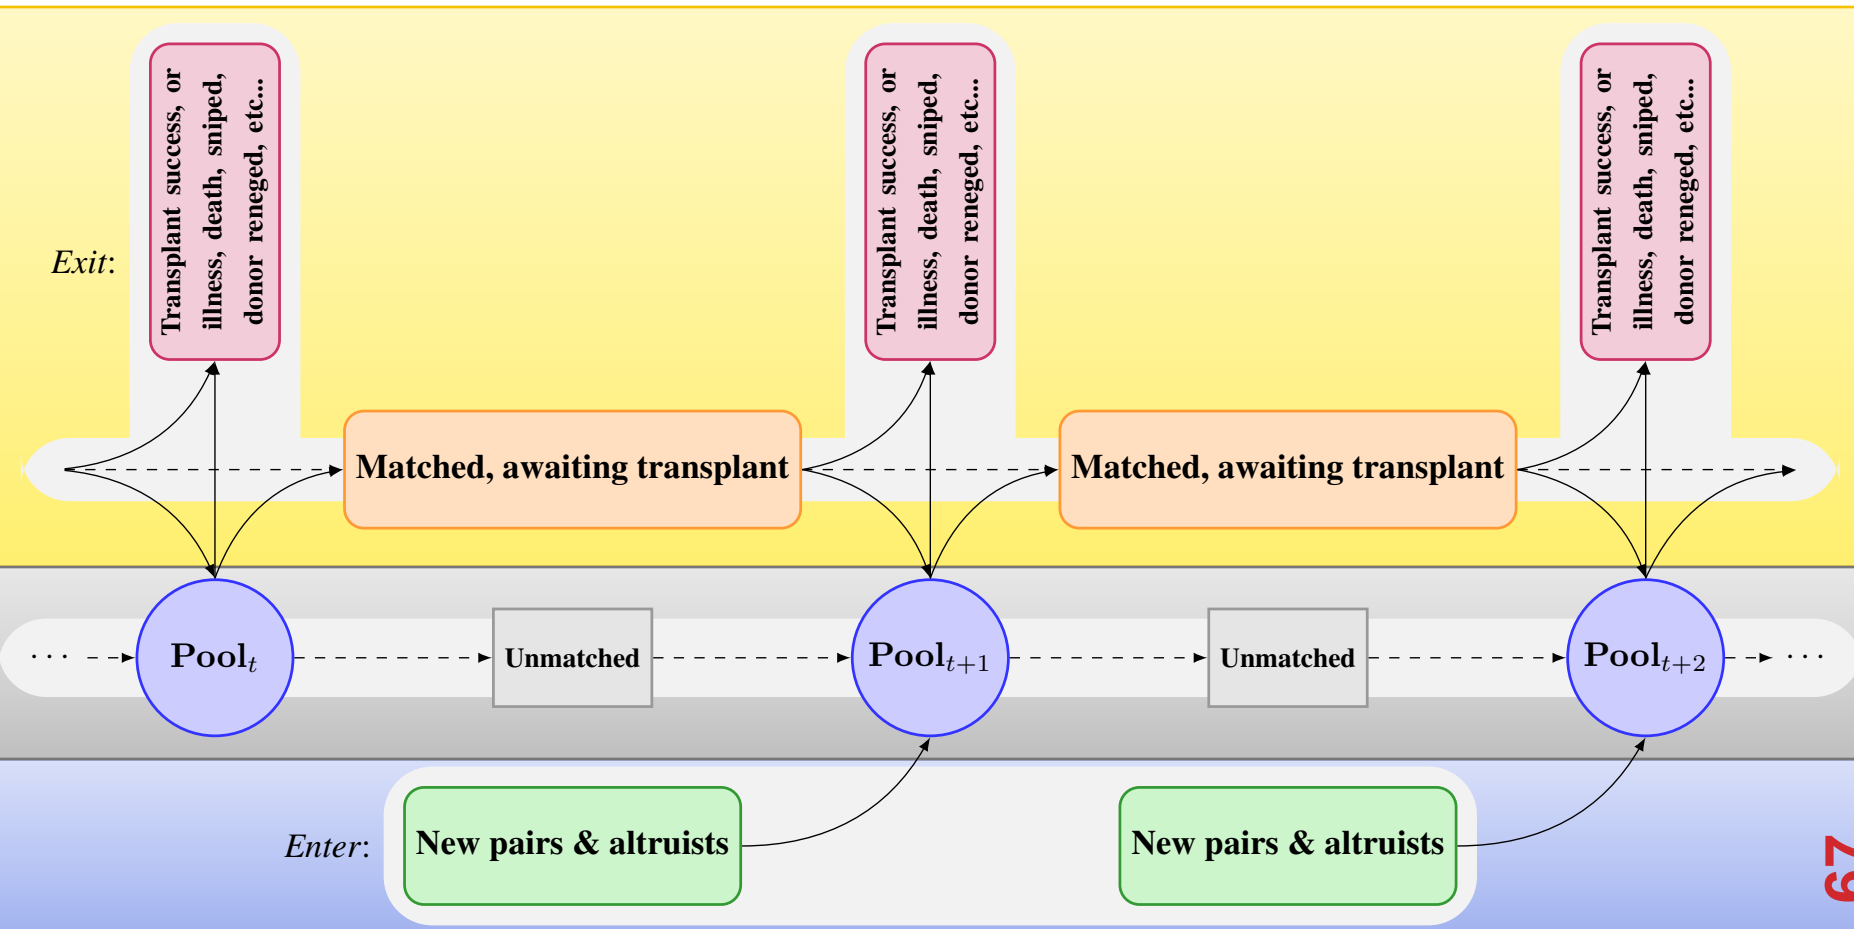 Exit:
Transplant success, or
illness, death, sniped,
donor reneged, etc...
Transplant success, or
illness, death, sniped,
donor reneged, etc...
Transplant success, or
illness, death, sniped,
donor reneged, etc...
Matched, awaiting transplant
Matched, awaiting transplant
··· Pool_t
Unmatched
Pool_{t+1}
Unmatched
Pool_{t+2} ···
Enter:
New pairs & altruists
New pairs & altruists
29